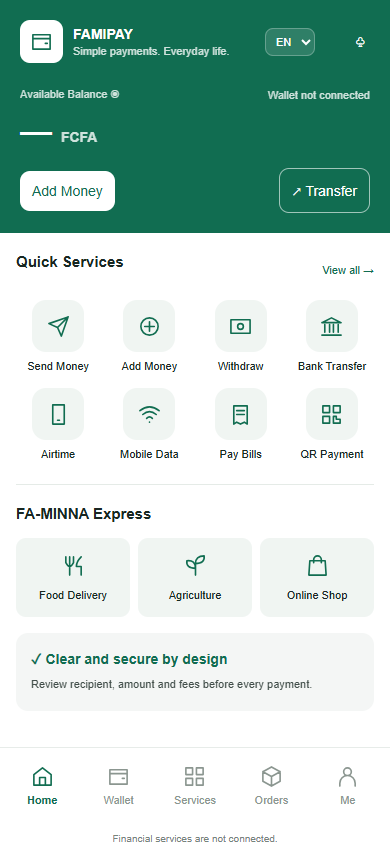 FAMIPAY
Simple payments. Everyday life.
EN
Available Balance
Wallet not connected
— FCFA
Add Money
↗ Transfer
Quick Services
View all →
Send Money
Add Money
Withdraw
Bank Transfer
Airtime
Mobile Data
Pay Bills
QR Payment
FA-MINNA Express
Food Delivery
Agriculture
Online Shop
✓ Clear and secure by design
Review recipient, amount and fees before every payment.
Home
Wallet
Services
Orders
Me
Financial services are not connected.